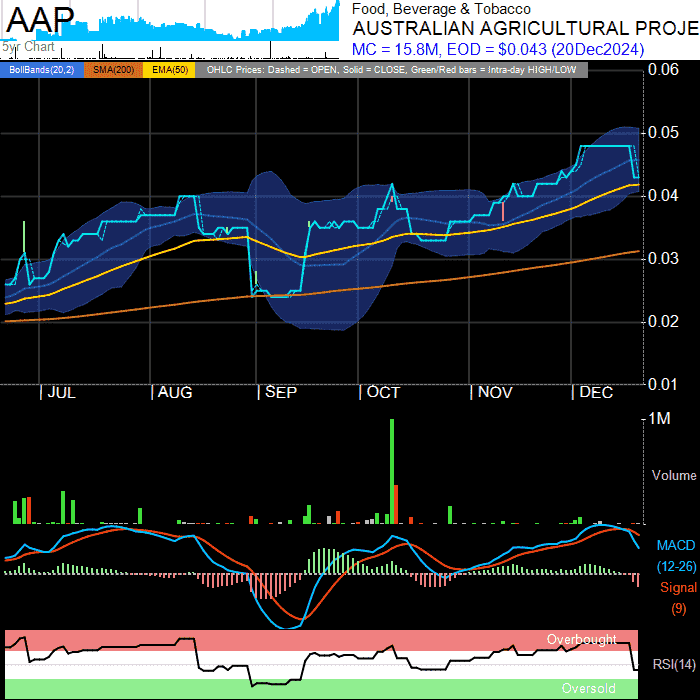 AAP
5yr Chart
Food, Beverage & Tobacco
AUSTRALIAN AGRICULTURAL PROJE
MC = 15.8M, EOD = $0.043 (20Dec2024)
BollBands(20,2) SMA(200) EMA(50) OHLC Prices: Dashed = OPEN, Solid = CLOSE, Green/Red bars = Intra-day HIGH/LOW
0.06
0.05
0.04
0.03
0.02
0.01
JUL AUG SEP OCT NOV DEC
1M
Volume
MACD
(12-26)
Signal
(9)
Overbought
RSI(14)
Oversold